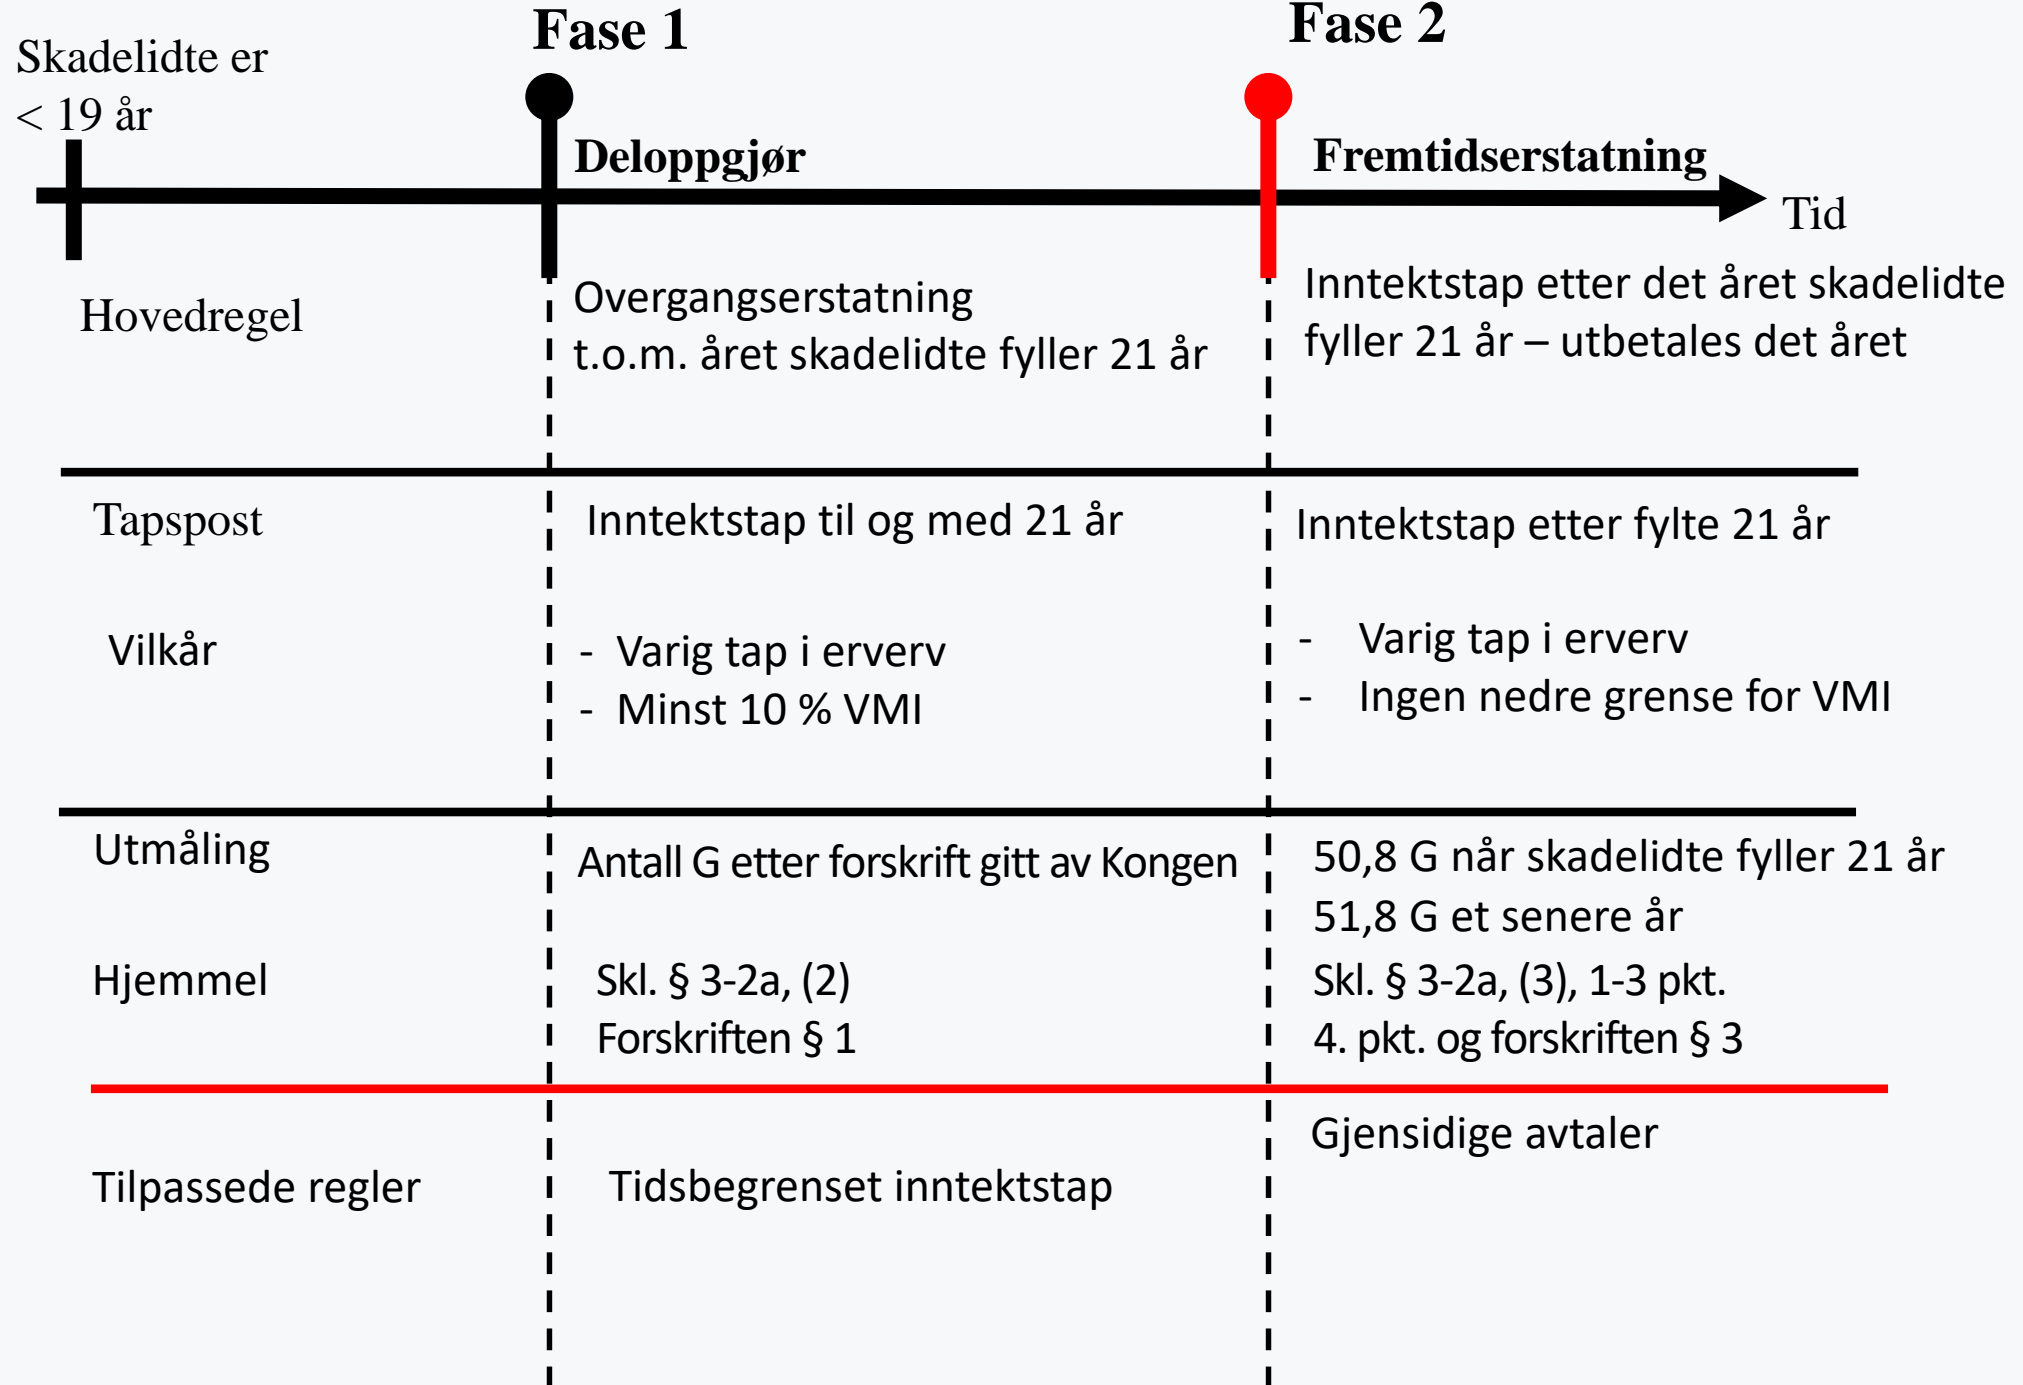 Fase 1
Fase 2
Skadelidte er
< 19 år
Deloppgjør
Fremtidserstatning
Tid
Hovedregel
Overgangserstatning
t.o.m. året skadelidte fyller 21 år
Inntektstap etter det året skadelidte
fyller 21 år – utbetales det året
Tapspost
Inntektstap til og med 21 år
Inntektstap etter fylte 21 år
Vilkår
- Varig tap i erverv
- Minst 10 % VMI
- Varig tap i erverv
- Ingen nedre grense for VMI
Utmåling
Antall G etter forskrift gitt av Kongen
50,8 G når skadelidte fyller 21 år
51,8 G et senere år
Hjemmel
Skl. § 3-2a, (2)
Forskriften § 1
Skl. § 3-2a, (3), 1-3 pkt.
4. pkt. og forskriften § 3
Tilpassede regler
Tidsbegrenset inntektstap
Gjensidige avtaler